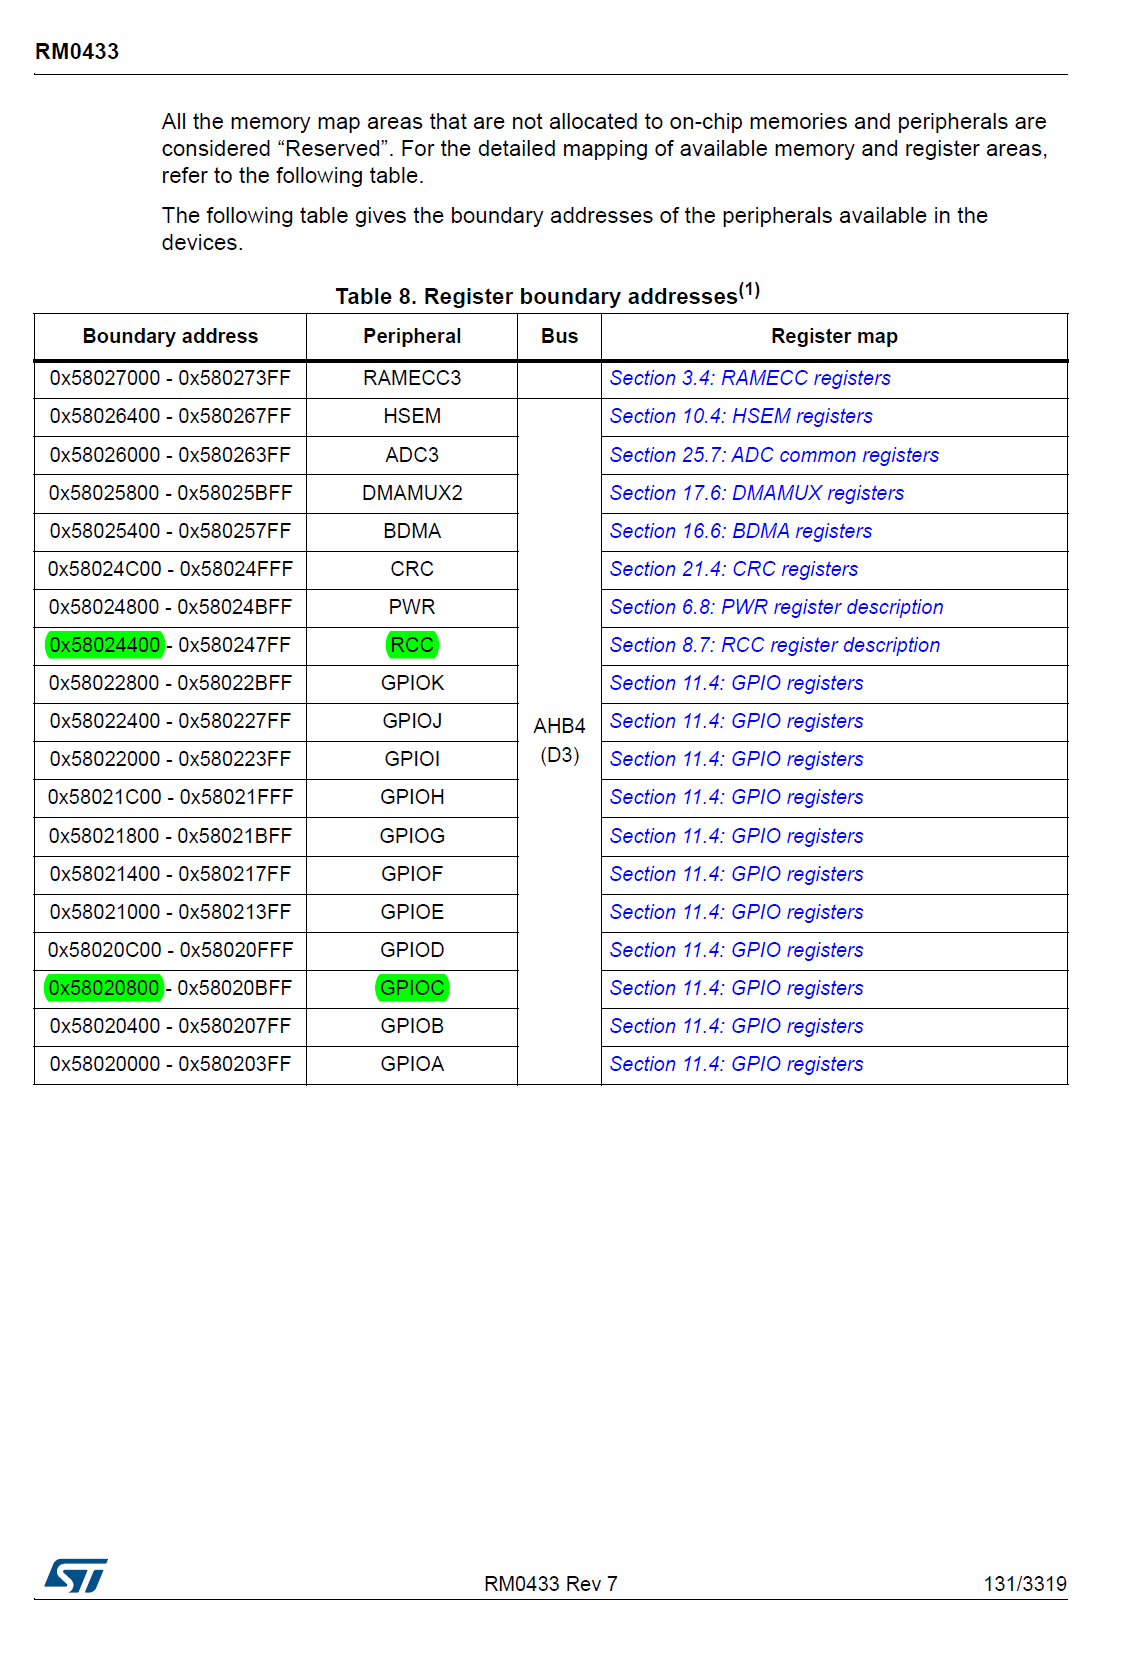 RM0433
All the memory map areas that are not allocated to on-chip memories and peripherals are
considered “Reserved”. For the detailed mapping of available memory and register areas,
refer to the following table.
The following table gives the boundary addresses of the peripherals available in the
devices.
Table 8. Register boundary addresses(1)
Boundary address Peripheral Bus Register map
0x58027000 - 0x580273FF RAMECC3 Section 3.4: RAMECC registers
0x58026400 - 0x580267FF HSEM Section 10.4: HSEM registers
0x58026000 - 0x580263FF ADC3 Section 25.7: ADC common registers
0x58025800 - 0x58025BFF DMAMUX2 Section 17.6: DMAMUX registers
0x58025400 - 0x580257FF BDMA Section 16.6: BDMA registers
0x58024C00 - 0x58024FFF CRC Section 21.4: CRC registers
0x58024800 - 0x58024BFF PWR Section 6.8: PWR register description
0x58024400 - 0x580247FF RCC Section 8.7: RCC register description
0x58022800 - 0x58022BFF GPIOK Section 11.4: GPIO registers
0x58022400 - 0x580227FF GPIOJ Section 11.4: GPIO registers
AHB4
(D3)
0x58022000 - 0x580223FF GPIOI Section 11.4: GPIO registers
0x58021C00 - 0x58021FFF GPIOH Section 11.4: GPIO registers
0x58021800 - 0x58021BFF GPIOG Section 11.4: GPIO registers
0x58021400 - 0x580217FF GPIOF Section 11.4: GPIO registers
0x58021000 - 0x580213FF GPIOE Section 11.4: GPIO registers
0x58020C00 - 0x58020FFF GPIOD Section 11.4: GPIO registers
0x58020800 - 0x58020BFF GPIOC Section 11.4: GPIO registers
0x58020400 - 0x580207FF GPIOB Section 11.4: GPIO registers
0x58020000 - 0x580203FF GPIOA Section 11.4: GPIO registers
ST RM0433 Rev 7 131/3319